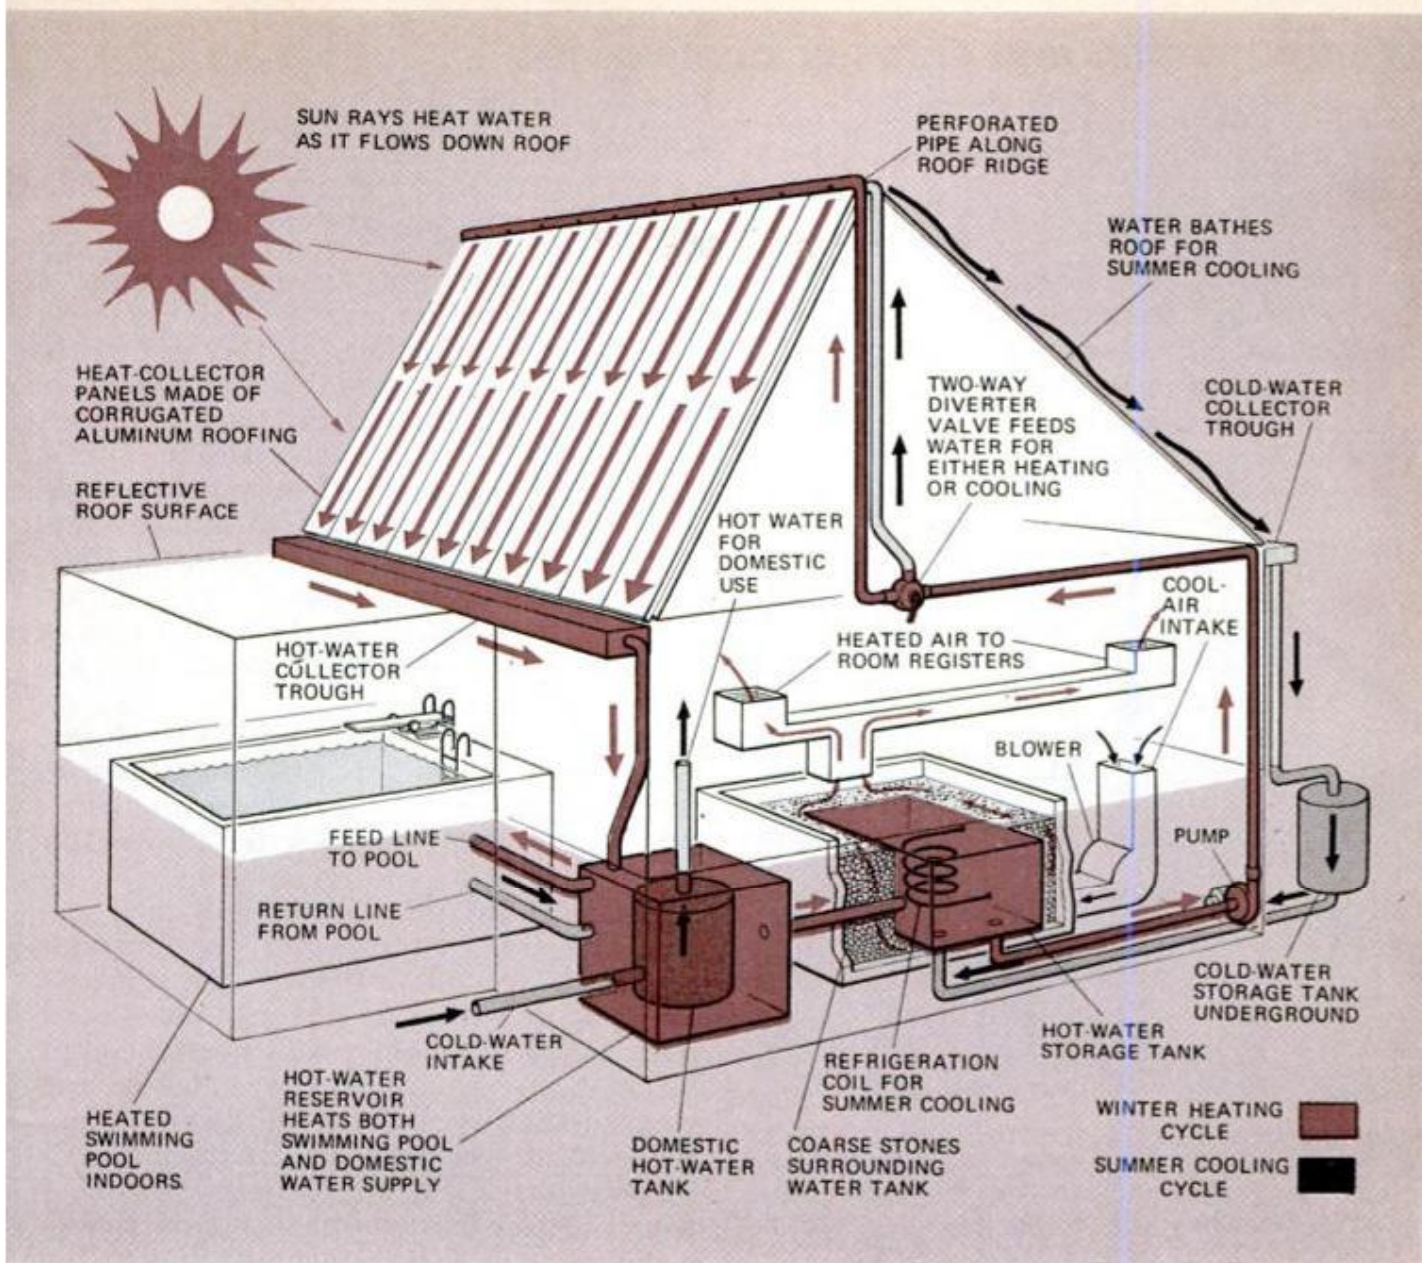 SUN RAYS HEAT WATER
AS IT FLOWS DOWN ROOF
PERFORATED
PIPE ALONG
ROOF RIDGE
WATER BATHES
ROOF FOR
SUMMER COOLING
HEAT-COLLECTOR
PANELS MADE OF
CORRUGATED
ALUMINUM ROOFING
TWO-WAY
DIVERTER
VALVE FEEDS
WATER FOR
EITHER HEATING
OR COOLING
COLD-WATER
COLLECTOR
TROUGH
REFLECTIVE
ROOF SURFACE
HOT WATER
FOR
DOMESTIC
USE
COOL-
AIR
INTAKE
HOT-WATER
COLLECTOR
TROUGH
HEATED AIR TO
ROOM REGISTERS
BLOWER
FEED LINE
TO POOL
PUMP
RETURN LINE
FROM POOL
COLD-WATER
STORAGE TANK
UNDERGROUND
COLD-WATER
INTAKE
HOT-WATER
STORAGE TANK
REFRIGERATION
COIL FOR
SUMMER COOLING
HEATED
SWIMMING
POOL
INDOORS
HOT-WATER
RESERVOIR
HEATS BOTH
SWIMMING POOL
AND DOMESTIC
WATER SUPPLY
DOMESTIC
HOT-WATER
TANK
COARSE STONES
SURROUNDING
WATER TANK
WINTER HEATING
CYCLE
SUMMER COOLING
CYCLE